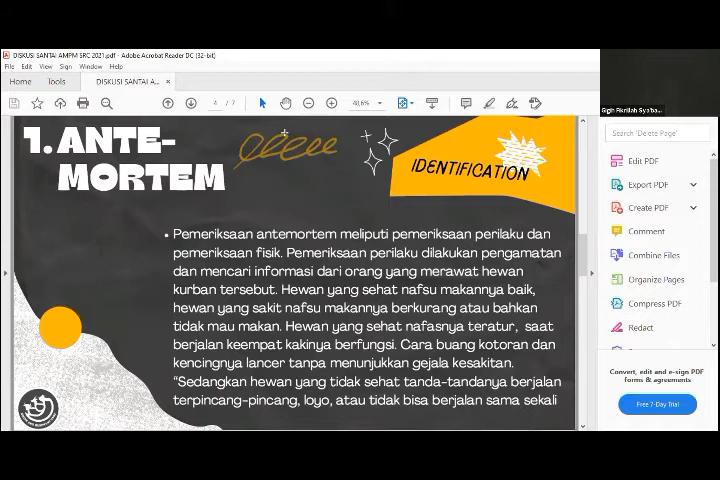 DISKUSI SANTAI AMPM SRC 2021.pdf - Adobe Acrobat Reader DC (32-bit)
File Edit View Sign Window Help
Home Tools DISKUSI SANTAI A... ×
4 / 7 48,6%
Gigih Fikrillah Sya'ba...
Search 'Delete Page'
1. ANTE-
MORTEM
IDENTIFICATION
• Pemeriksaan antemortem meliputi pemeriksaan perilaku dan
pemeriksaan fisik. Pemeriksaan perilaku dilakukan pengamatan
dan mencari informasi dari orang yang merawat hewan
kurban tersebut. Hewan yang sehat nafsu makannya baik,
hewan yang sakit nafsu makannya berkurang atau bahkan
tidak mau makan. Hewan yang sehat nafasnya teratur, saat
berjalan keempat kakinya berfungsi. Cara buang kotoran dan
kencingnya lancer tanpa menunjukkan gejala kesakitan.
“Sedangkan hewan yang tidak sehat tanda-tandanya berjalan
terpincang-pincang, loyo, atau tidak bisa berjalan sama sekali
Edit PDF
Export PDF
Create PDF
Comment
Combine Files
Organize Pages
Compress PDF
Redact
Convert, edit and e-sign PDF
forms & agreements
Free 7-Day Trial